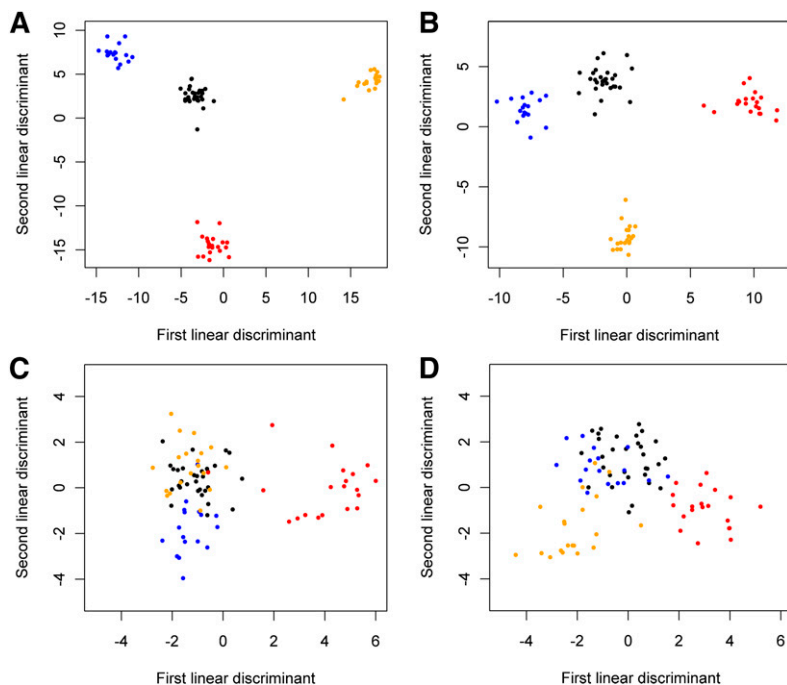 A
10
5
0
-5
-10
-15
Second linear discriminant
-15 -10 -5 0 5 10 15
First linear discriminant
B
5
0
-5
-10
Second linear discriminant
-10 -5 0 5 10
First linear discriminant
C
4
2
0
-2
-4
Second linear discriminant
-4 -2 0 2 4 6
First linear discriminant
D
4
2
0
-2
-4
Second linear discriminant
-4 -2 0 2 4 6
First linear discriminant